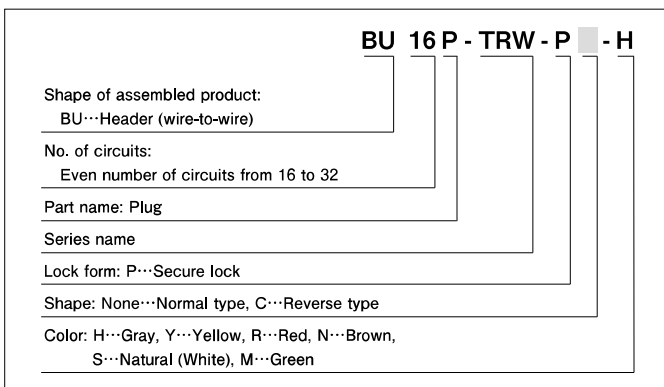 BU 16 P - TRW - P - H
Shape of assembled product:
BU···Header (wire-to-wire)
No. of circuits:
Even number of circuits from 16 to 32
Part name: Plug
Series name
Lock form: P···Secure lock
Shape: None···Normal type, C···Reverse type
Color: H···Gray, Y···Yellow, R···Red, N···Brown,
S···Natural (White), M···Green